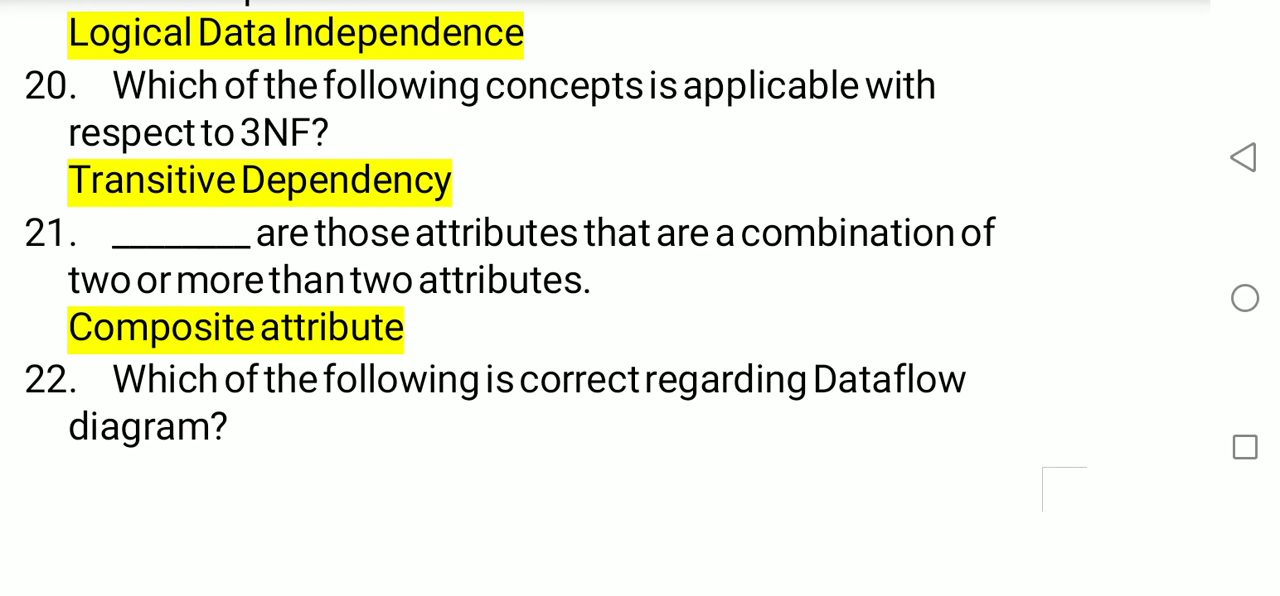 Logical Data Independence
20. Which of the following concepts is applicable with
respect to 3NF?
Transitive Dependency
21. ________ are those attributes that are a combination of
two or more than two attributes.
Composite attribute
22. Which of the following is correct regarding Dataflow
diagram?